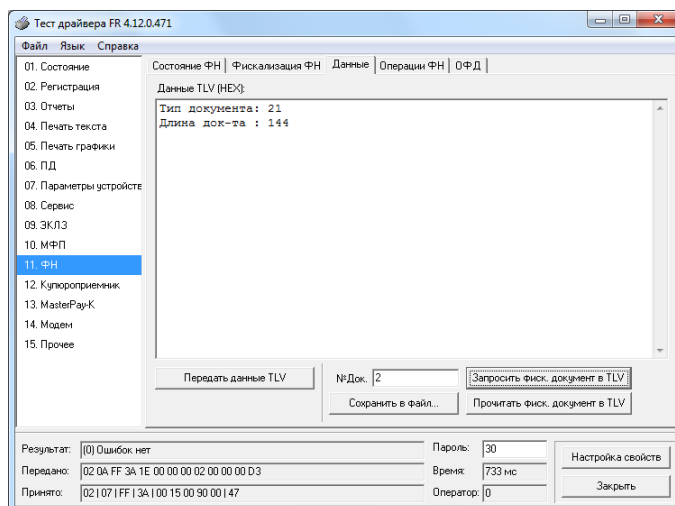 Тест драйвера FR 4.12.0.471
Файл Язык Справка
01. Состояние
02. Регистрация
03. Отчеты
04. Печать текста
05. Печать графики
06. ПД
07. Параметры устройств
08. Сервис
09. ЭКЛЗ
10. МФП
11. ФН
12. Купюроприемник
13. MasterPay-K
14. Модем
15. Прочее
Состояние ФН Фискализация ФН Данные Операции ФН ОФД
Данные TLV (HEX):
Тип документа: 21
Длина док-та : 144
Передать данные TLV
№Док. 2
Запросить фиск. документ в TLV
Сохранить в файл...
Прочитать фиск. документ в TLV
Результат: (0) Ошибок нет
Передано: 02 0A FF 3A 1E 00 00 00 02 00 00 00 D3
Принято: 02 | 07 | FF | 3A | 00 15 00 90 00 | 47
Пароль: 30
Время: 733 мс
Оператор: 0
Настройка свойств
Закрыть